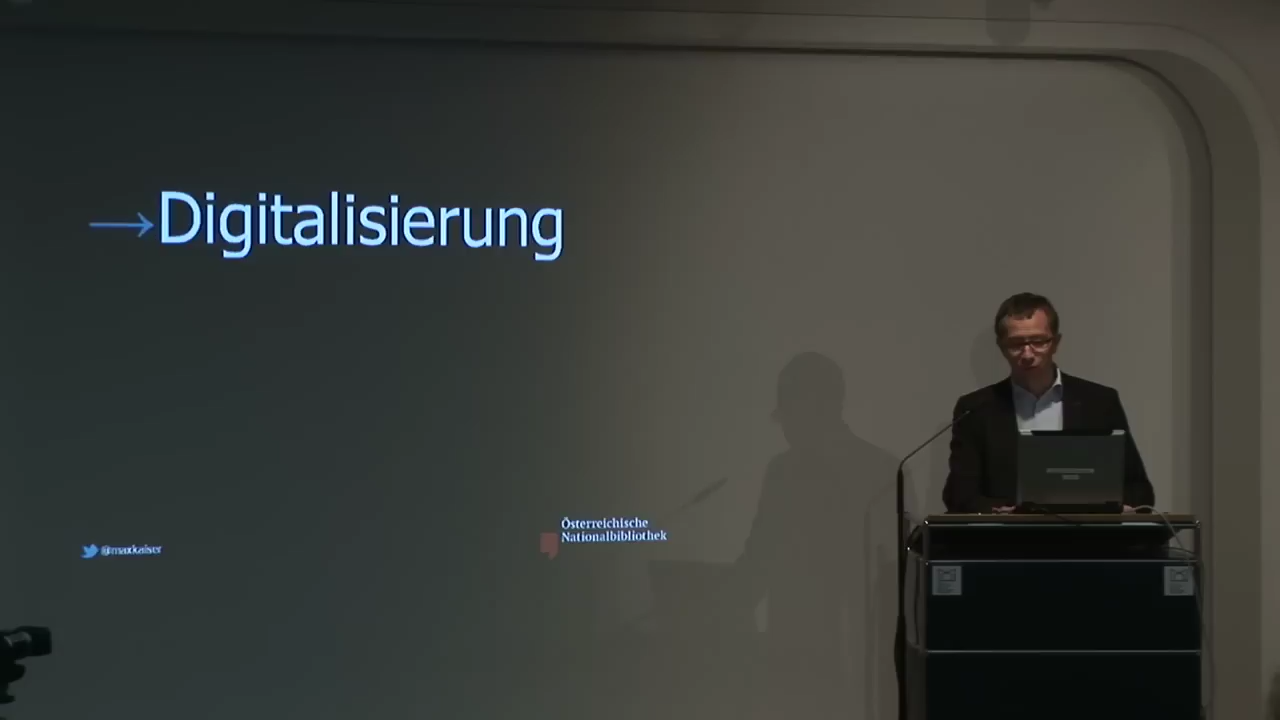 →Digitalisierung
@maxkaiser
Österreichische
Nationalbibliothek